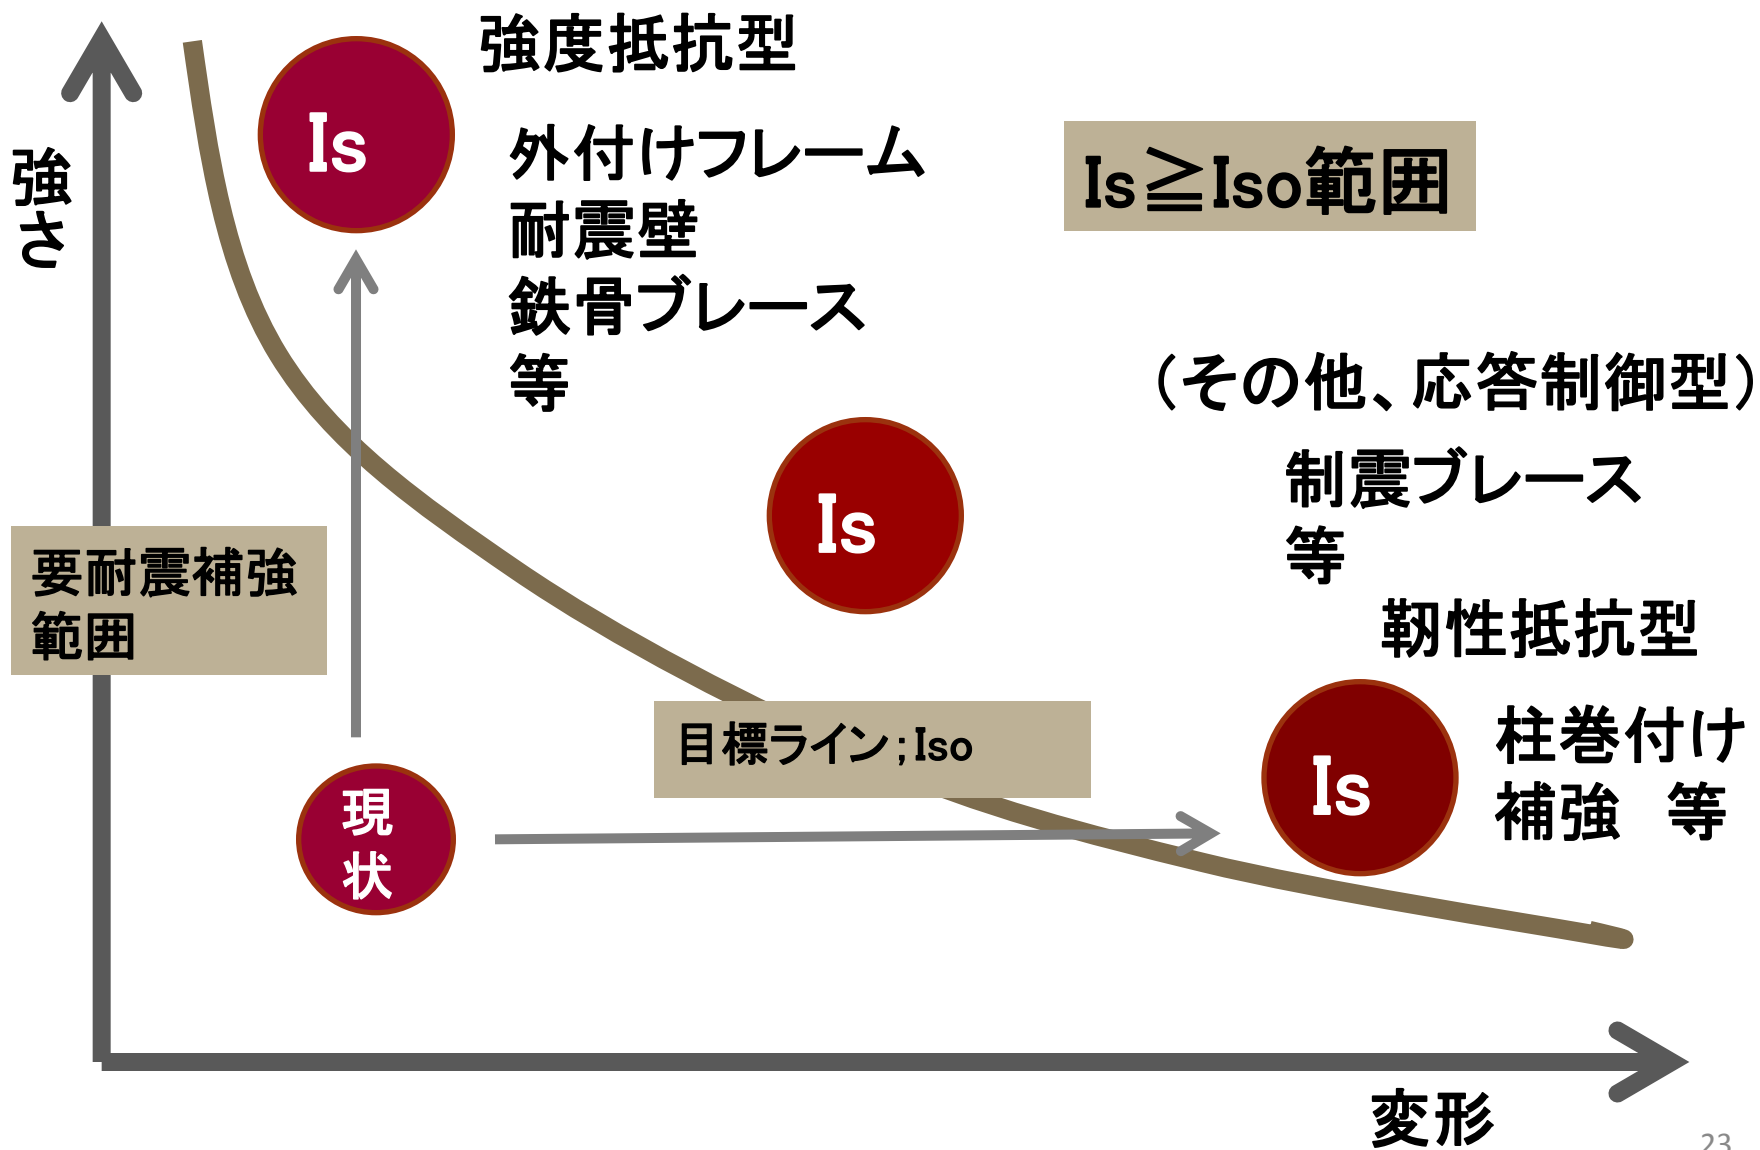 強度抵抗型
Is
外付けフレーム
耐震壁
鉄骨ブレース
等
強さ
Is≧Iso範囲
(その他、応答制御型)
制震ブレース
等
Is
要耐震補強
範囲
靭性抵抗型
目標ライン;Iso
Is
柱巻付け
補強　等
現
状
変形
23